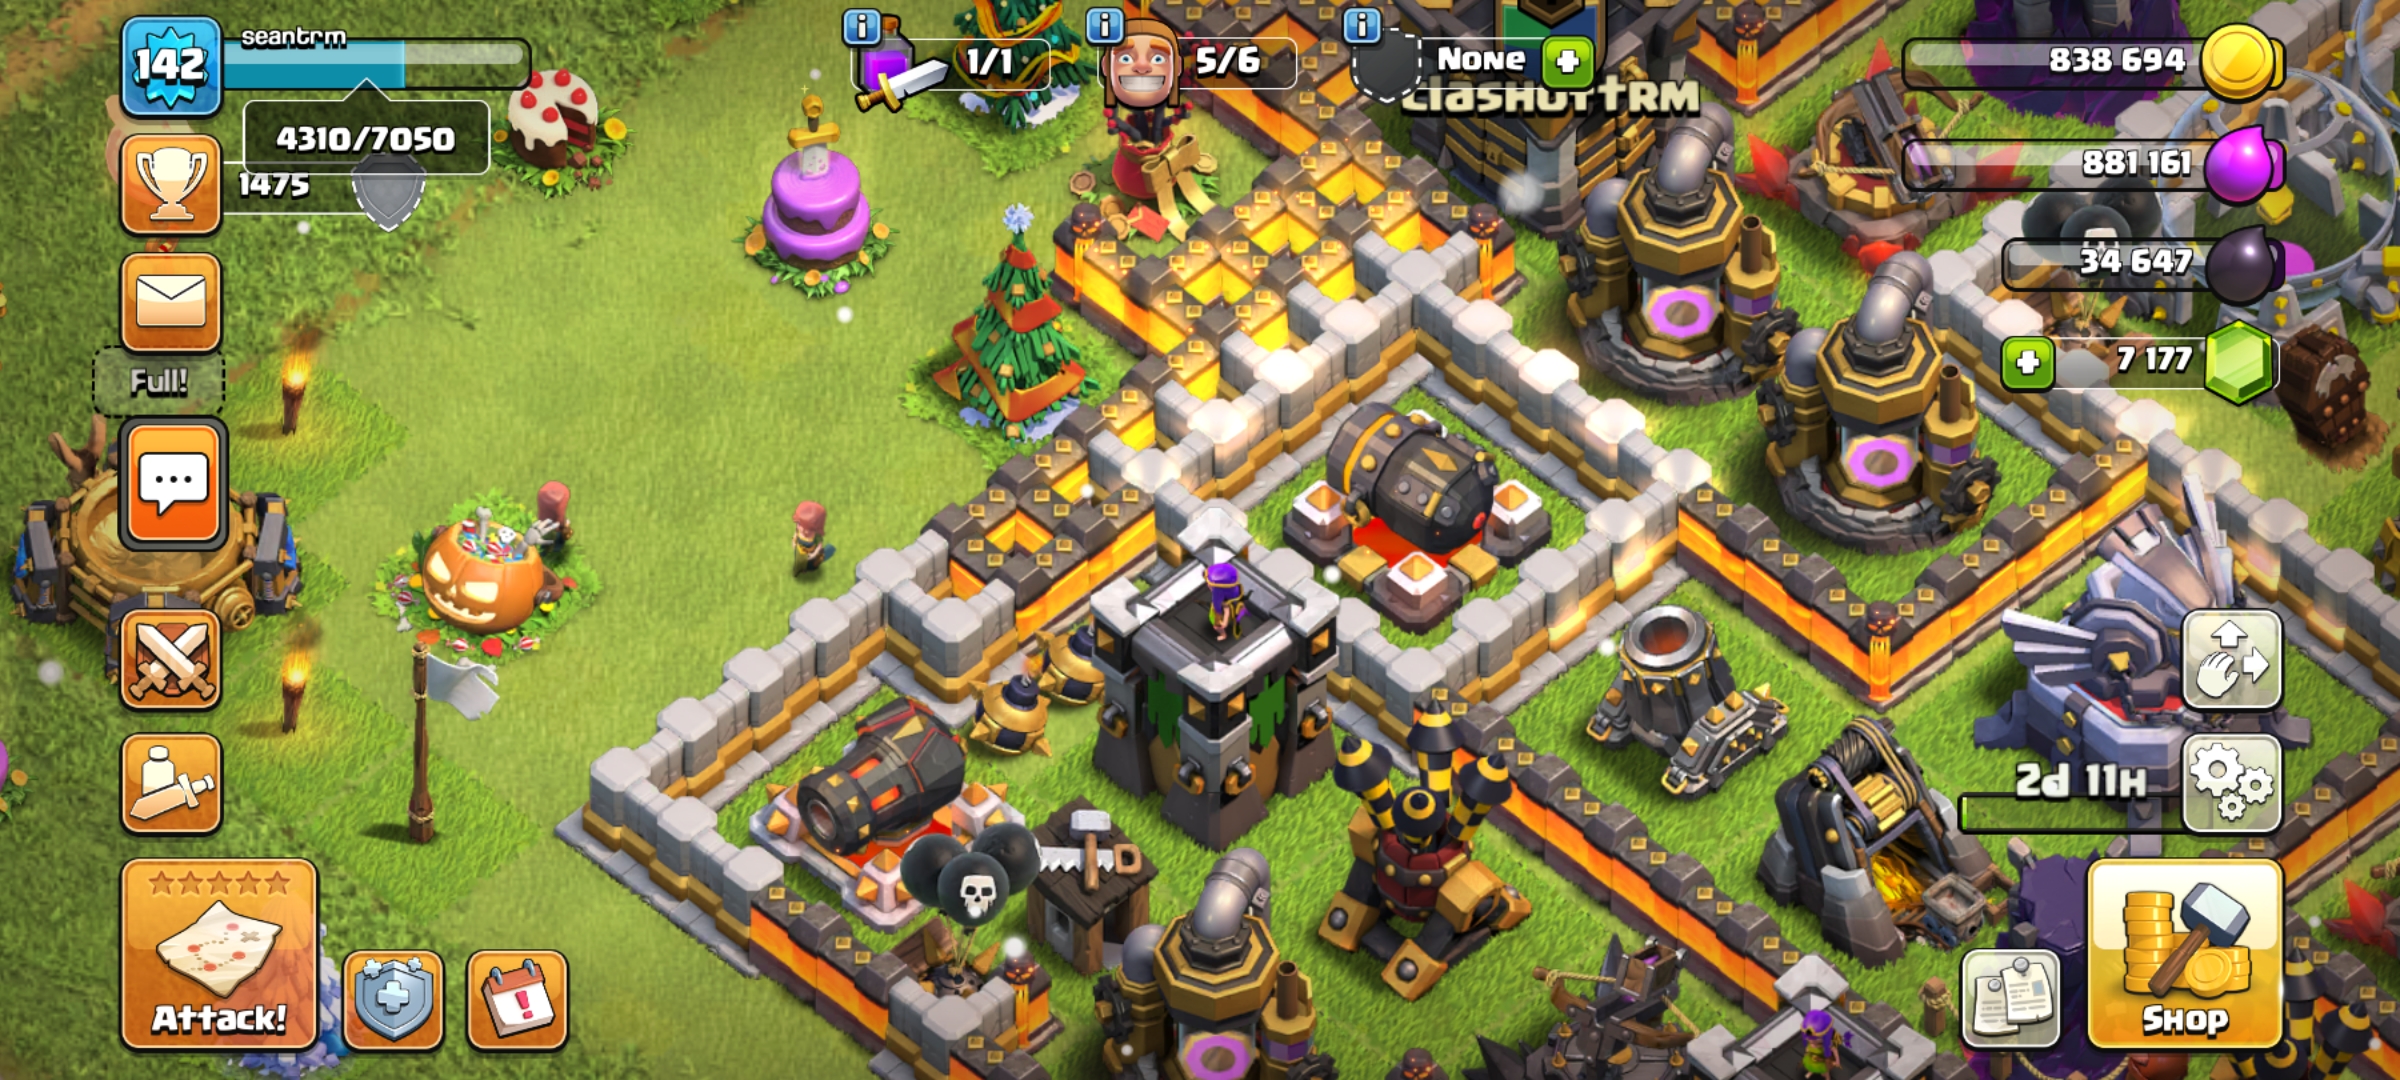 142
seantrm
4310/7050
1475
1/1
5/6
None
clashofTRM
838 694
881 161
34 647
7 177
Full!
2d 11H
Attack!
Shop